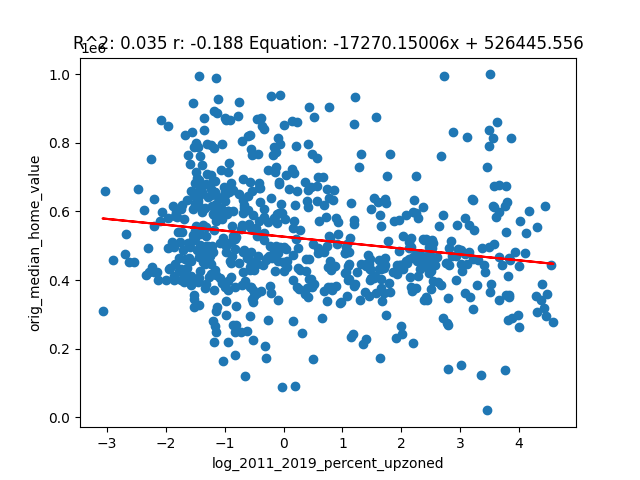 R^2: 0.035 r: -0.188 Equation: -17270.15006x + 526445.556
1e6
1.0
0.8
0.6
0.4
0.2
0.0
orig_median_home_value
−3 −2 −1 0 1 2 3 4
log_2011_2019_percent_upzoned